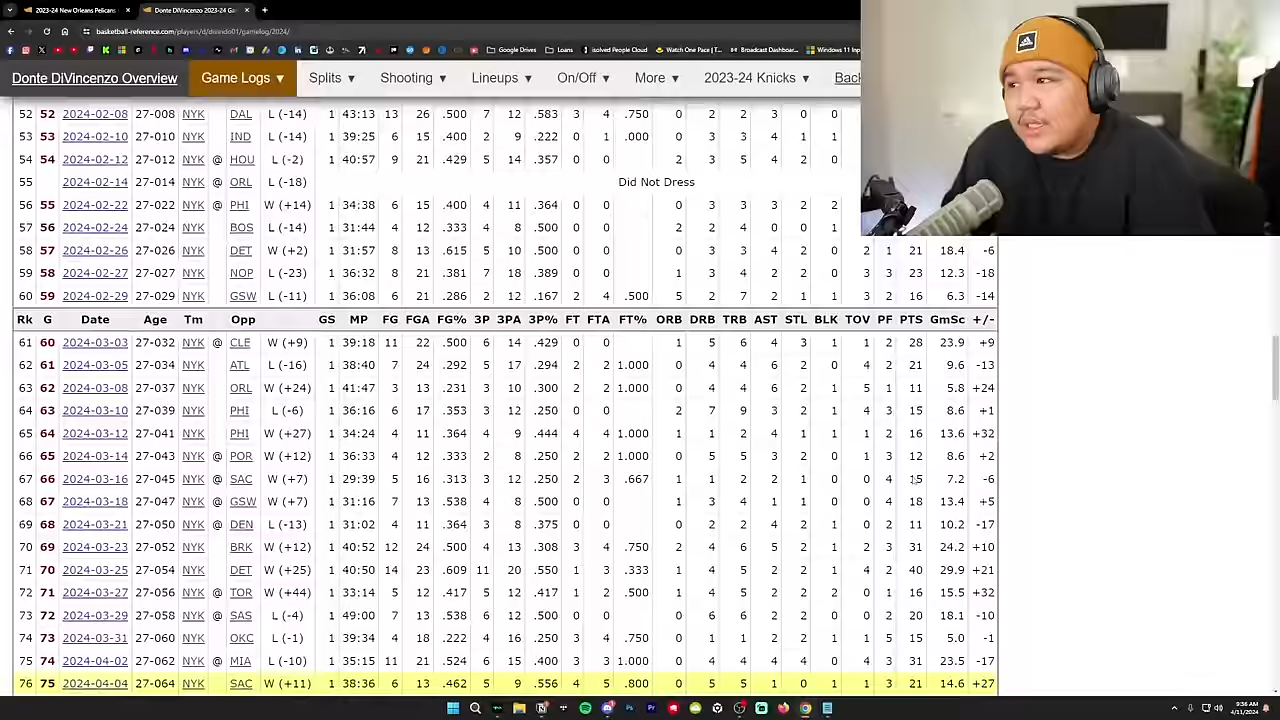 2023-24 New Orleans Pelicans
Donte DiVincenzo 2023-24 Ga
basketball-reference.com/players/d/divindo01/gamelog/2024/
Google Drives Loans isolved People Cloud Watch One Pace | T... Broadcast Dashboar... Windows 11 Inp
Donte DiVincenzo Overview Game Logs ▼ Splits ▼ Shooting ▼ Lineups ▼ On/Off ▼ More ▼ 2023-24 Knicks ▼ Back
52 52 2024-02-08 27-008 NYK DAL L (-14) 1 43:13 13 26 .500 7 12 .583 3 4 .750 0 2 2 3 0 0
53 53 2024-02-10 27-010 NYK IND L (-14) 1 39:25 6 15 .400 2 9 .222 0 1 .000 0 3 3 4 1 1
54 54 2024-02-12 27-012 NYK @ HOU L (-2) 1 40:57 9 21 .429 5 14 .357 0 0 2 3 5 4 2 0
55 2024-02-14 27-014 NYK @ ORL L (-18) Did Not Dress
56 55 2024-02-22 27-022 NYK @ PHI W (+14) 1 34:38 6 15 .400 4 11 .364 0 0 0 3 3 3 2 2
57 56 2024-02-24 27-024 NYK BOS L (-14) 1 31:44 4 12 .333 4 8 .500 0 0 2 2 4 0 0 1
58 57 2024-02-26 27-026 NYK DET W (+2) 1 31:57 8 13 .615 5 10 .500 0 0 0 3 3 4 2 0 2 1 21 18.4 -6
59 58 2024-02-27 27-027 NYK NOP L (-23) 1 36:32 8 21 .381 7 18 .389 0 0 1 3 4 2 2 0 3 3 23 12.3 -18
60 59 2024-02-29 27-029 NYK GSW L (-11) 1 36:08 6 21 .286 2 12 .167 2 4 .500 5 2 7 2 1 1 3 2 16 6.3 -14
Rk G Date Age Tm Opp GS MP FG FGA FG% 3P 3PA 3P% FT FTA FT% ORB DRB TRB AST STL BLK TOV PF PTS GmSc +/-
61 60 2024-03-03 27-032 NYK @ CLE W (+9) 1 39:18 11 22 .500 6 14 .429 0 0 1 5 6 4 3 1 1 2 28 23.9 +9
62 61 2024-03-05 27-034 NYK ATL L (-16) 1 38:40 7 24 .292 5 17 .294 2 2 1.000 0 4 4 6 2 0 4 2 21 9.6 -13
63 62 2024-03-08 27-037 NYK ORL W (+24) 1 41:47 3 13 .231 3 10 .300 2 2 1.000 0 4 4 6 2 1 5 1 11 5.8 +24
64 63 2024-03-10 27-039 NYK PHI L (-6) 1 36:16 6 17 .353 3 12 .250 0 0 2 7 9 3 2 1 4 3 15 8.6 +1
65 64 2024-03-12 27-041 NYK PHI W (+27) 1 34:24 4 11 .364 4 9 .444 4 4 1.000 1 1 2 4 1 1 1 2 16 13.6 +32
66 65 2024-03-14 27-043 NYK @ POR W (+12) 1 36:33 4 12 .333 2 8 .250 2 2 1.000 0 5 5 3 2 0 1 3 12 8.6 +2
67 66 2024-03-16 27-045 NYK @ SAC W (+7) 1 29:39 5 16 .313 3 12 .250 2 3 .667 1 1 2 2 1 0 0 4 15 7.2 -6
68 67 2024-03-18 27-047 NYK @ GSW W (+7) 1 31:16 7 13 .538 4 8 .500 0 0 1 3 4 1 1 0 0 4 18 13.4 +5
69 68 2024-03-21 27-050 NYK @ DEN L (-13) 1 31:02 4 11 .364 3 8 .375 0 0 0 2 2 4 2 1 0 2 11 10.2 -17
70 69 2024-03-23 27-052 NYK BRK W (+12) 1 40:52 12 24 .500 4 13 .308 3 4 .750 2 4 6 5 2 1 2 3 31 24.2 +10
71 70 2024-03-25 27-054 NYK DET W (+25) 1 40:50 14 23 .609 11 20 .550 1 3 .333 1 4 5 2 2 1 4 2 40 29.9 +21
72 71 2024-03-27 27-056 NYK @ TOR W (+44) 1 33:14 5 12 .417 5 12 .417 1 2 .500 1 4 5 2 2 2 0 1 16 15.5 +32
73 72 2024-03-29 27-058 NYK @ SAS L (-4) 1 49:00 7 13 .538 6 12 .500 0 0 0 6 6 2 2 0 1 2 20 18.1 -10
74 73 2024-03-31 27-060 NYK OKC L (-1) 1 39:34 4 18 .222 4 16 .250 3 4 .750 0 1 1 2 1 1 1 5 15 5.0 -1
75 74 2024-04-02 27-062 NYK @ MIA L (-10) 1 35:15 11 21 .524 6 15 .400 3 3 1.000 0 4 4 4 4 0 4 3 31 23.5 -17
76 75 2024-04-04 27-064 NYK SAC W (+11) 1 38:36 6 13 .462 5 9 .556 4 5 .800 0 5 5 1 0 1 1 3 21 14.6 +27
9:36 AM
4/11/2024